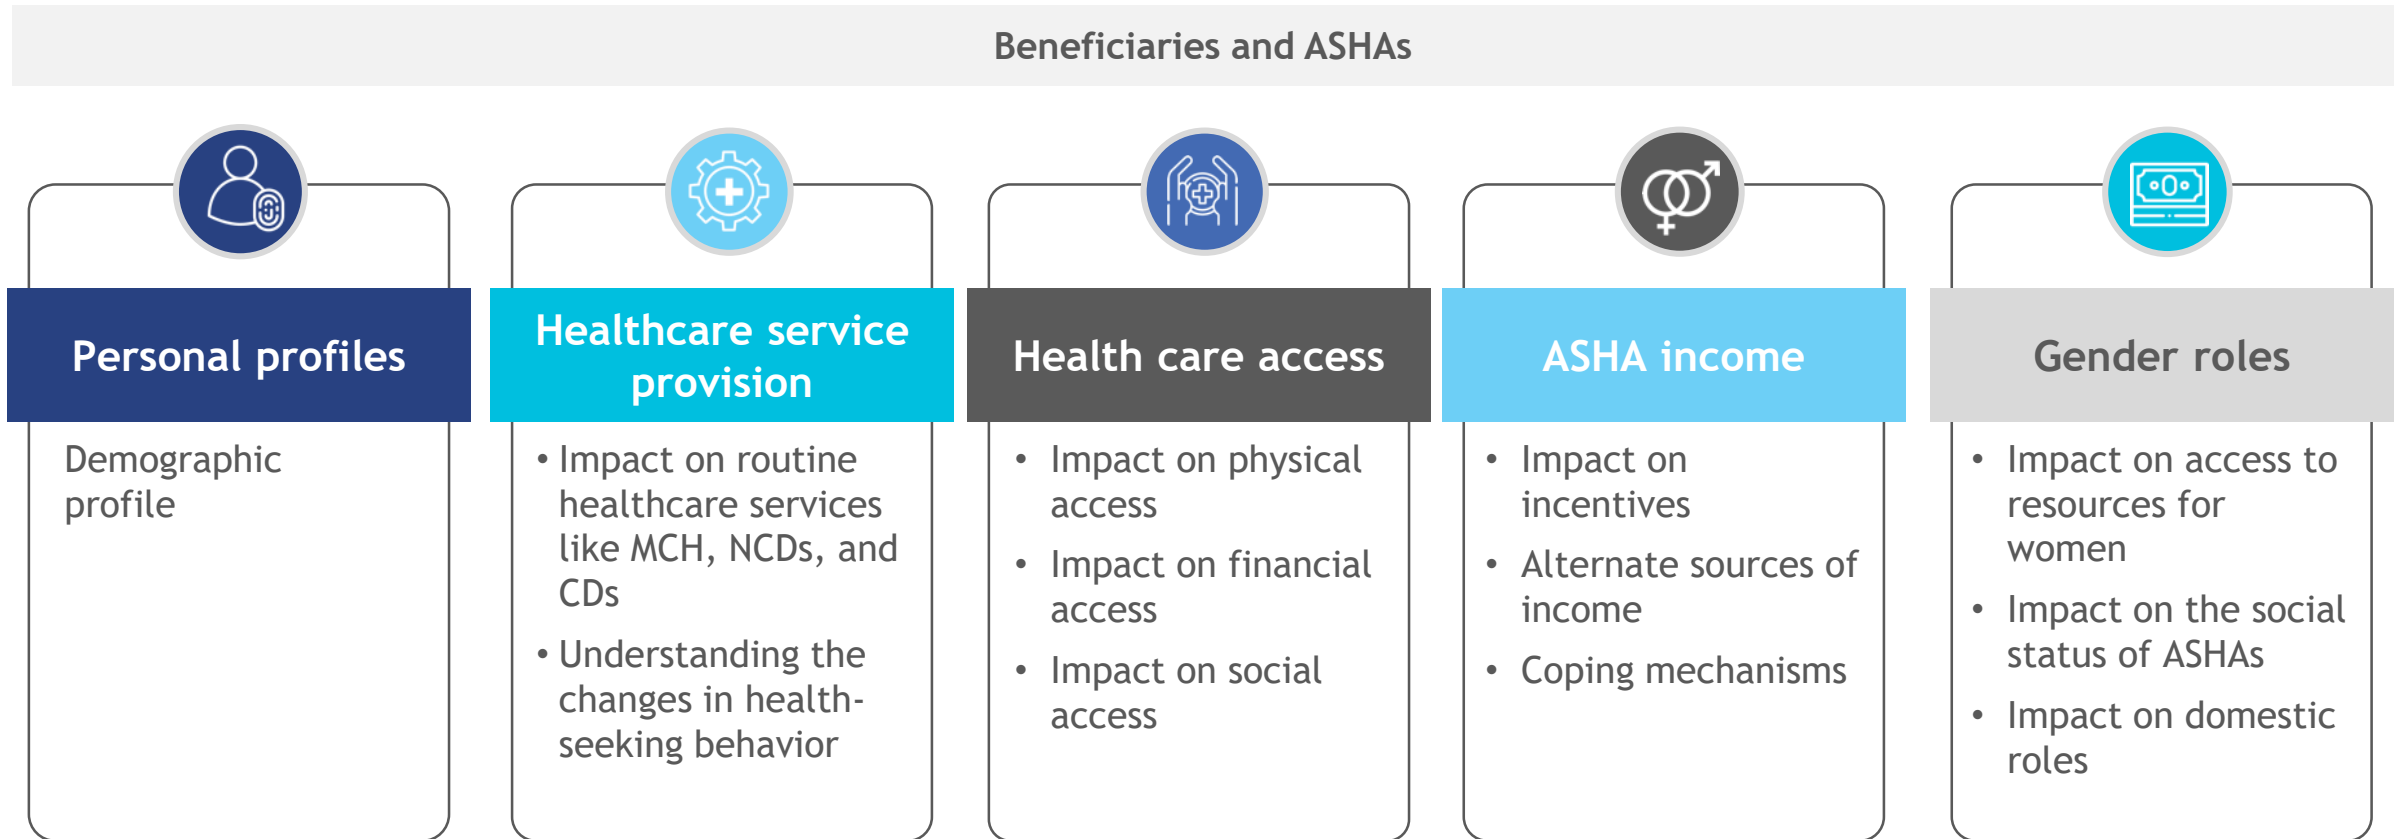 Beneficiaries and ASHAs
Personal profiles
Demographic
profile
Healthcare service
provision
• Impact on routine
healthcare services
like MCH, NCDs, and
CDs
• Understanding the
changes in health-
seeking behavior
Health care access
• Impact on physical
access
• Impact on financial
access
• Impact on social
access
ASHA income
• Impact on
incentives
• Alternate sources of
income
• Coping mechanisms
Gender roles
• Impact on access to
resources for
women
• Impact on the social
status of ASHAs
• Impact on domestic
roles